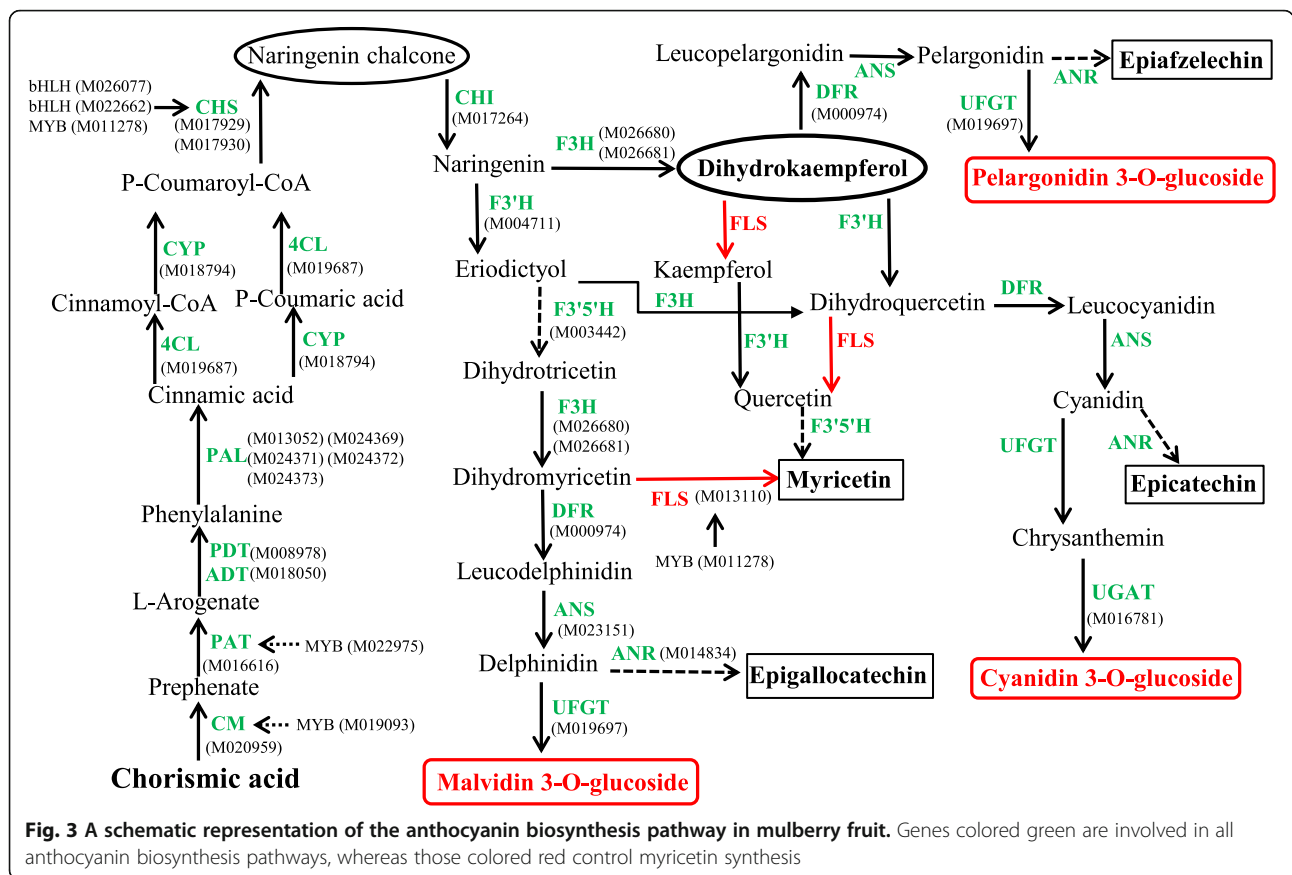 Naringenin chalcone
bHLH (M026077)
bHLH (M022662)
MYB (M011278)
CHS
(M017929)
(M017930)
P-Coumaroyl-CoA
CYP
(M018794)
4CL
(M019687)
Cinnamoyl-CoA
P-Coumaric acid
4CL
(M019687)
CYP
(M018794)
Cinnamic acid
PAL
(M013052) (M024369)
(M024371) (M024372)
(M024373)
Phenylalanine
PDT (M008978)
ADT (M018050)
L-Arogenate
PAT
(M016616)
MYB (M022975)
Prephenate
CM
(M020959)
MYB (M019093)
Chorismic acid
CHI
(M017264)
Naringenin
F3H
(M026680)
(M026681)
F3'H
(M004711)
Eriodictyol
F3H
F3'5'H
(M003442)
Dihydrotricetin
F3H
(M026680)
(M026681)
Dihydromyricetin
FLS (M013110)
MYB (M011278)
DFR
(M000974)
Leucodelphinidin
ANS
(M023151)
Delphinidin
ANR (M014834)
Epigallocatechin
UFGT
(M019697)
Malvidin 3-O-glucoside
Leucopelargonidin
ANS
Pelargonidin
ANR
Epiafzelechin
DFR
(M000974)
UFGT
(M019697)
Dihydrokaempferol
Pelargonidin 3-O-glucoside
FLS
F3'H
Kaempferol
Dihydroquercetin
DFR
Leucocyanidin
F3'H
FLS
ANS
Quercetin
Cyanidin
F3'5'H
UFGT
ANR
Myricetin
Epicatechin
Chrysanthemin
UGAT
(M016781)
Cyanidin 3-O-glucoside
Fig. 3 A schematic representation of the anthocyanin biosynthesis pathway in mulberry fruit. Genes colored green are involved in all
anthocyanin biosynthesis pathways, whereas those colored red control myricetin synthesis